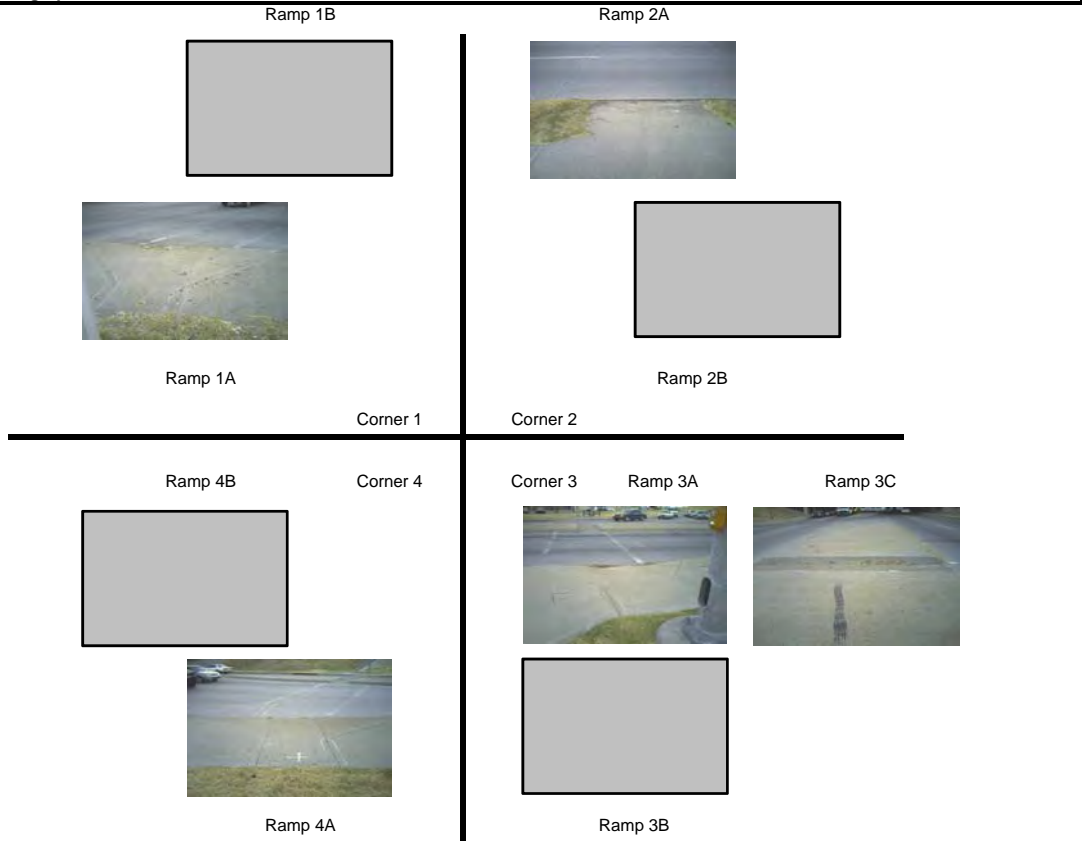 Ramp 1B
Ramp 2A
Ramp 1A
Ramp 2B
Corner 1
Corner 2
Ramp 4B
Corner 4
Corner 3
Ramp 3A
Ramp 3C
Ramp 4A
Ramp 3B